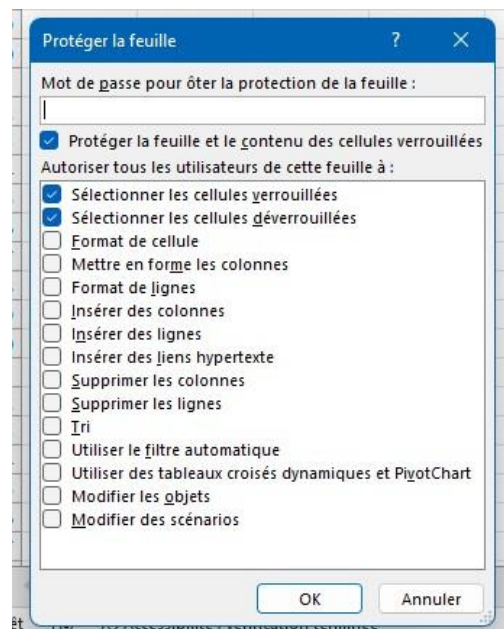 Protéger la feuille ? ×
Mot de passe pour ôter la protection de la feuille :
Protéger la feuille et le contenu des cellules verrouillées
Autoriser tous les utilisateurs de cette feuille à :
Sélectionner les cellules verrouillées
Sélectionner les cellules déverrouillées
Format de cellule
Mettre en forme les colonnes
Format de lignes
Insérer des colonnes
Insérer des lignes
Insérer des liens hypertexte
Supprimer les colonnes
Supprimer les lignes
Tri
Utiliser le filtre automatique
Utiliser des tableaux croisés dynamiques et PivotChart
Modifier les objets
Modifier des scénarios
OK Annuler